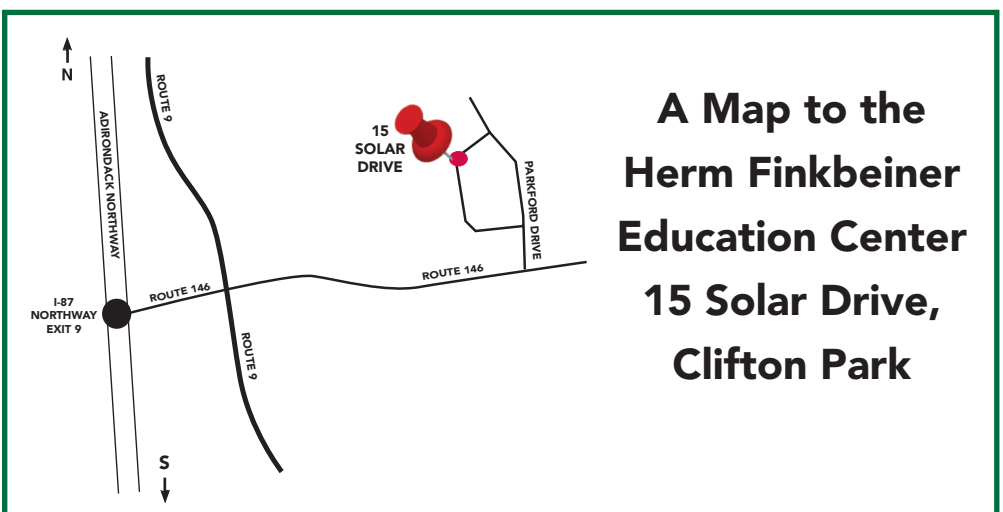 N
ADIRONDACK NORTHWAY
ROUTE 9
15
SOLAR
DRIVE
PARKFORD DRIVE
ROUTE 146
ROUTE 146
I-87
NORTHWAY
EXIT 9
ROUTE 9
S
A Map to the
Herm Finkbeiner
Education Center
15 Solar Drive,
Clifton Park